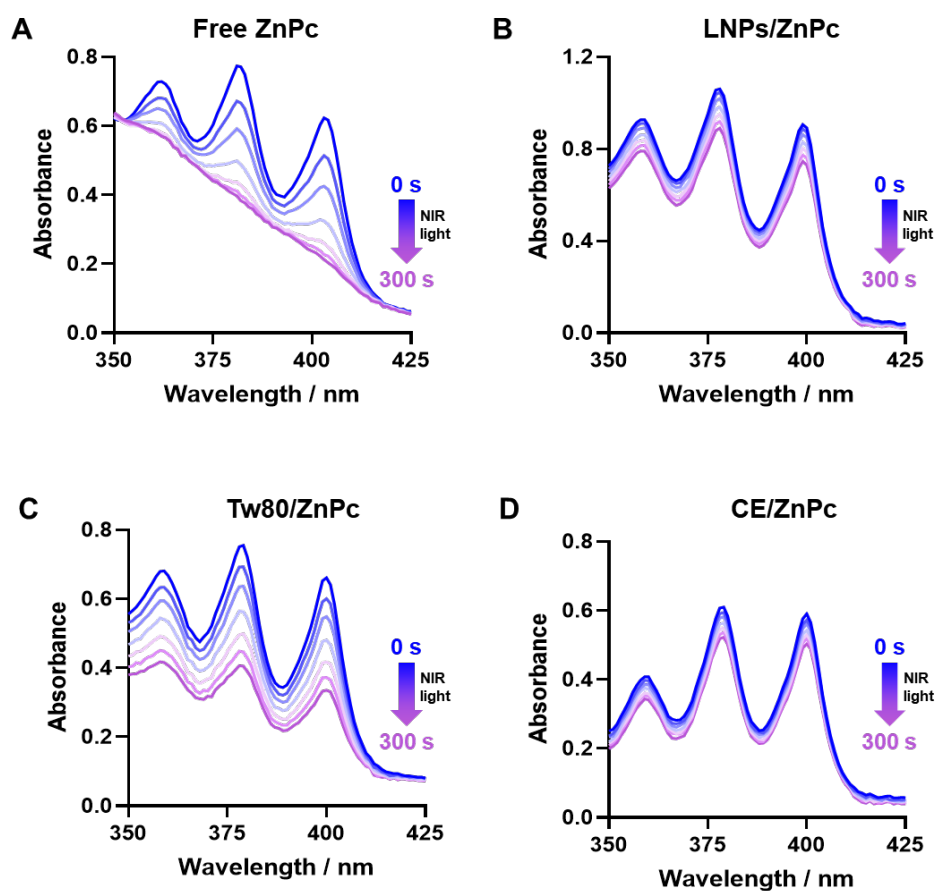 A
Free ZnPc
0.8
0.6
0.4
0.2
0.0
Absorbance
350
375
400
425
Wavelength / nm
0 s
NIR
light
300 s
B
LNPs/ZnPc
1.2
0.8
0.4
0.0
Absorbance
350
375
400
425
Wavelength / nm
0 s
NIR
light
300 s
C
Tw80/ZnPc
0.8
0.6
0.4
0.2
0.0
Absorbance
350
375
400
425
Wavelength / nm
0 s
NIR
light
300 s
D
CE/ZnPc
0.8
0.6
0.4
0.2
0.0
Absorbance
350
375
400
425
Wavelength / nm
0 s
NIR
light
300 s